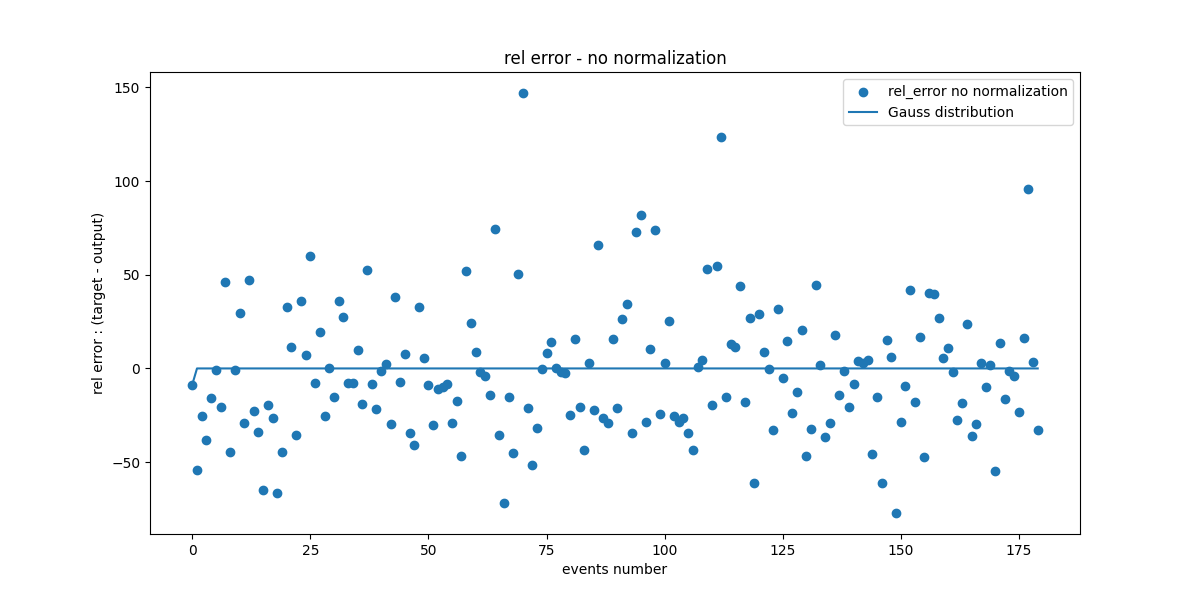 rel error - no normalization
rel_error no normalization
Gauss distribution
rel error : (target - output)
150
100
50
0
−50
0
25
50
75
100
125
150
175
events number